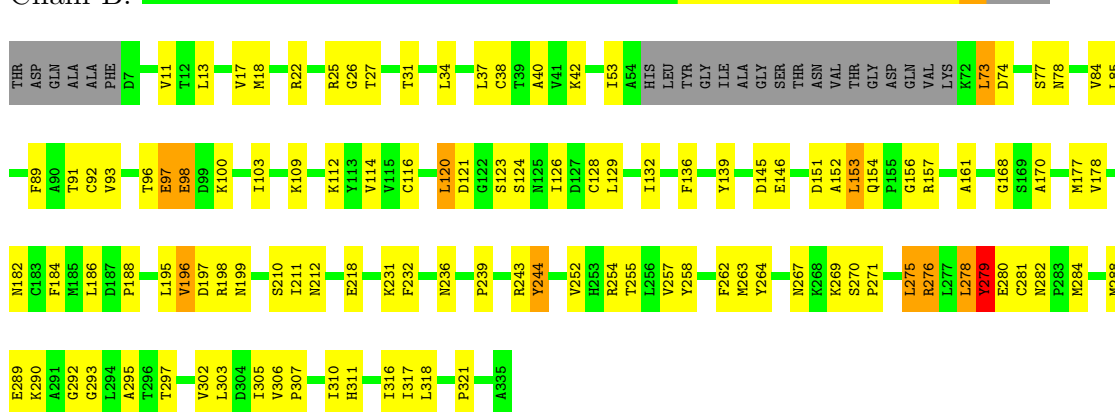 Chain B:
THR ASP GLN ALA ALA PHE D7 V11 T12 L13 V17 M18 R22 R25 G26 T27 T31 L34 L37 C38 T39 A40 V41 K42 I53 A54 HIS LEU TYR GLY ILE ALA GLY SER THR ASN VAL THR GLY ASP GLN VAL LYS K72 L73 D74 S77 N78 V84 L85
F89 A90 T91 C92 V93 T96 E97 E98 D99 K100 I103 K109 K112 Y113 V114 V115 C116 L120 D121 G122 S123 S124 N125 I126 D127 C128 L129 I132 F136 Y139 D145 E146 D151 A152 L153 Q154 P155 G156 R157 A161 G168 S169 A170 M177 V178
N182 C183 F184 M185 L186 D187 P188 L195 V196 D197 R198 N199 S210 I211 N212 E218 K231 F232 N236 P239 R243 Y244 V252 H253 R254 T255 L256 V257 Y258 F262 M263 Y264 N267 K268 K269 S270 P271 L275 R276 L277 L278 Y279 E280 C281 N282 P283 M284 M288
E289 K290 A291 G292 G293 L294 A295 T296 T297 V302 L303 D304 I305 V306 P307 I310 H311 I316 I317 L318 P321 A335